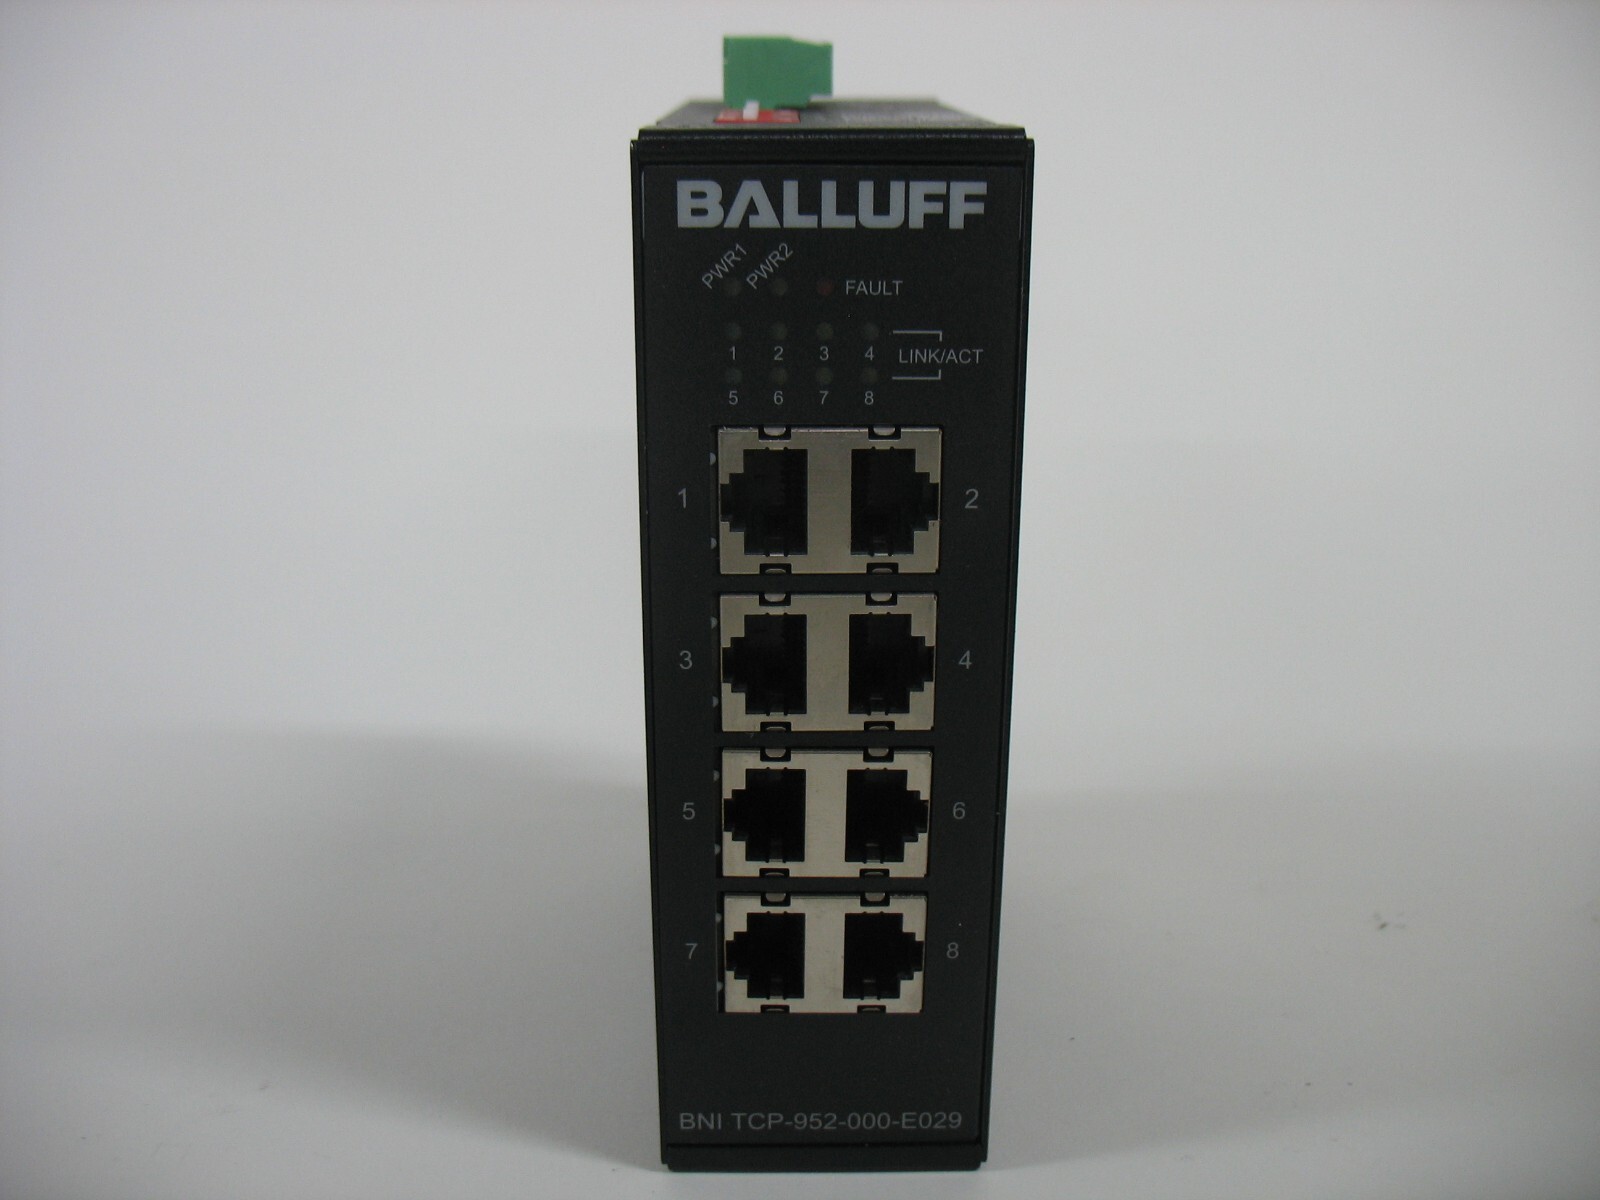 BALLUFF
PWR1 PWR2 FAULT
1 2 3 4
LINK/ACT
5 6 7 8
1 2
3 4
5 6
7 8
BNI TCP-952-000-E029